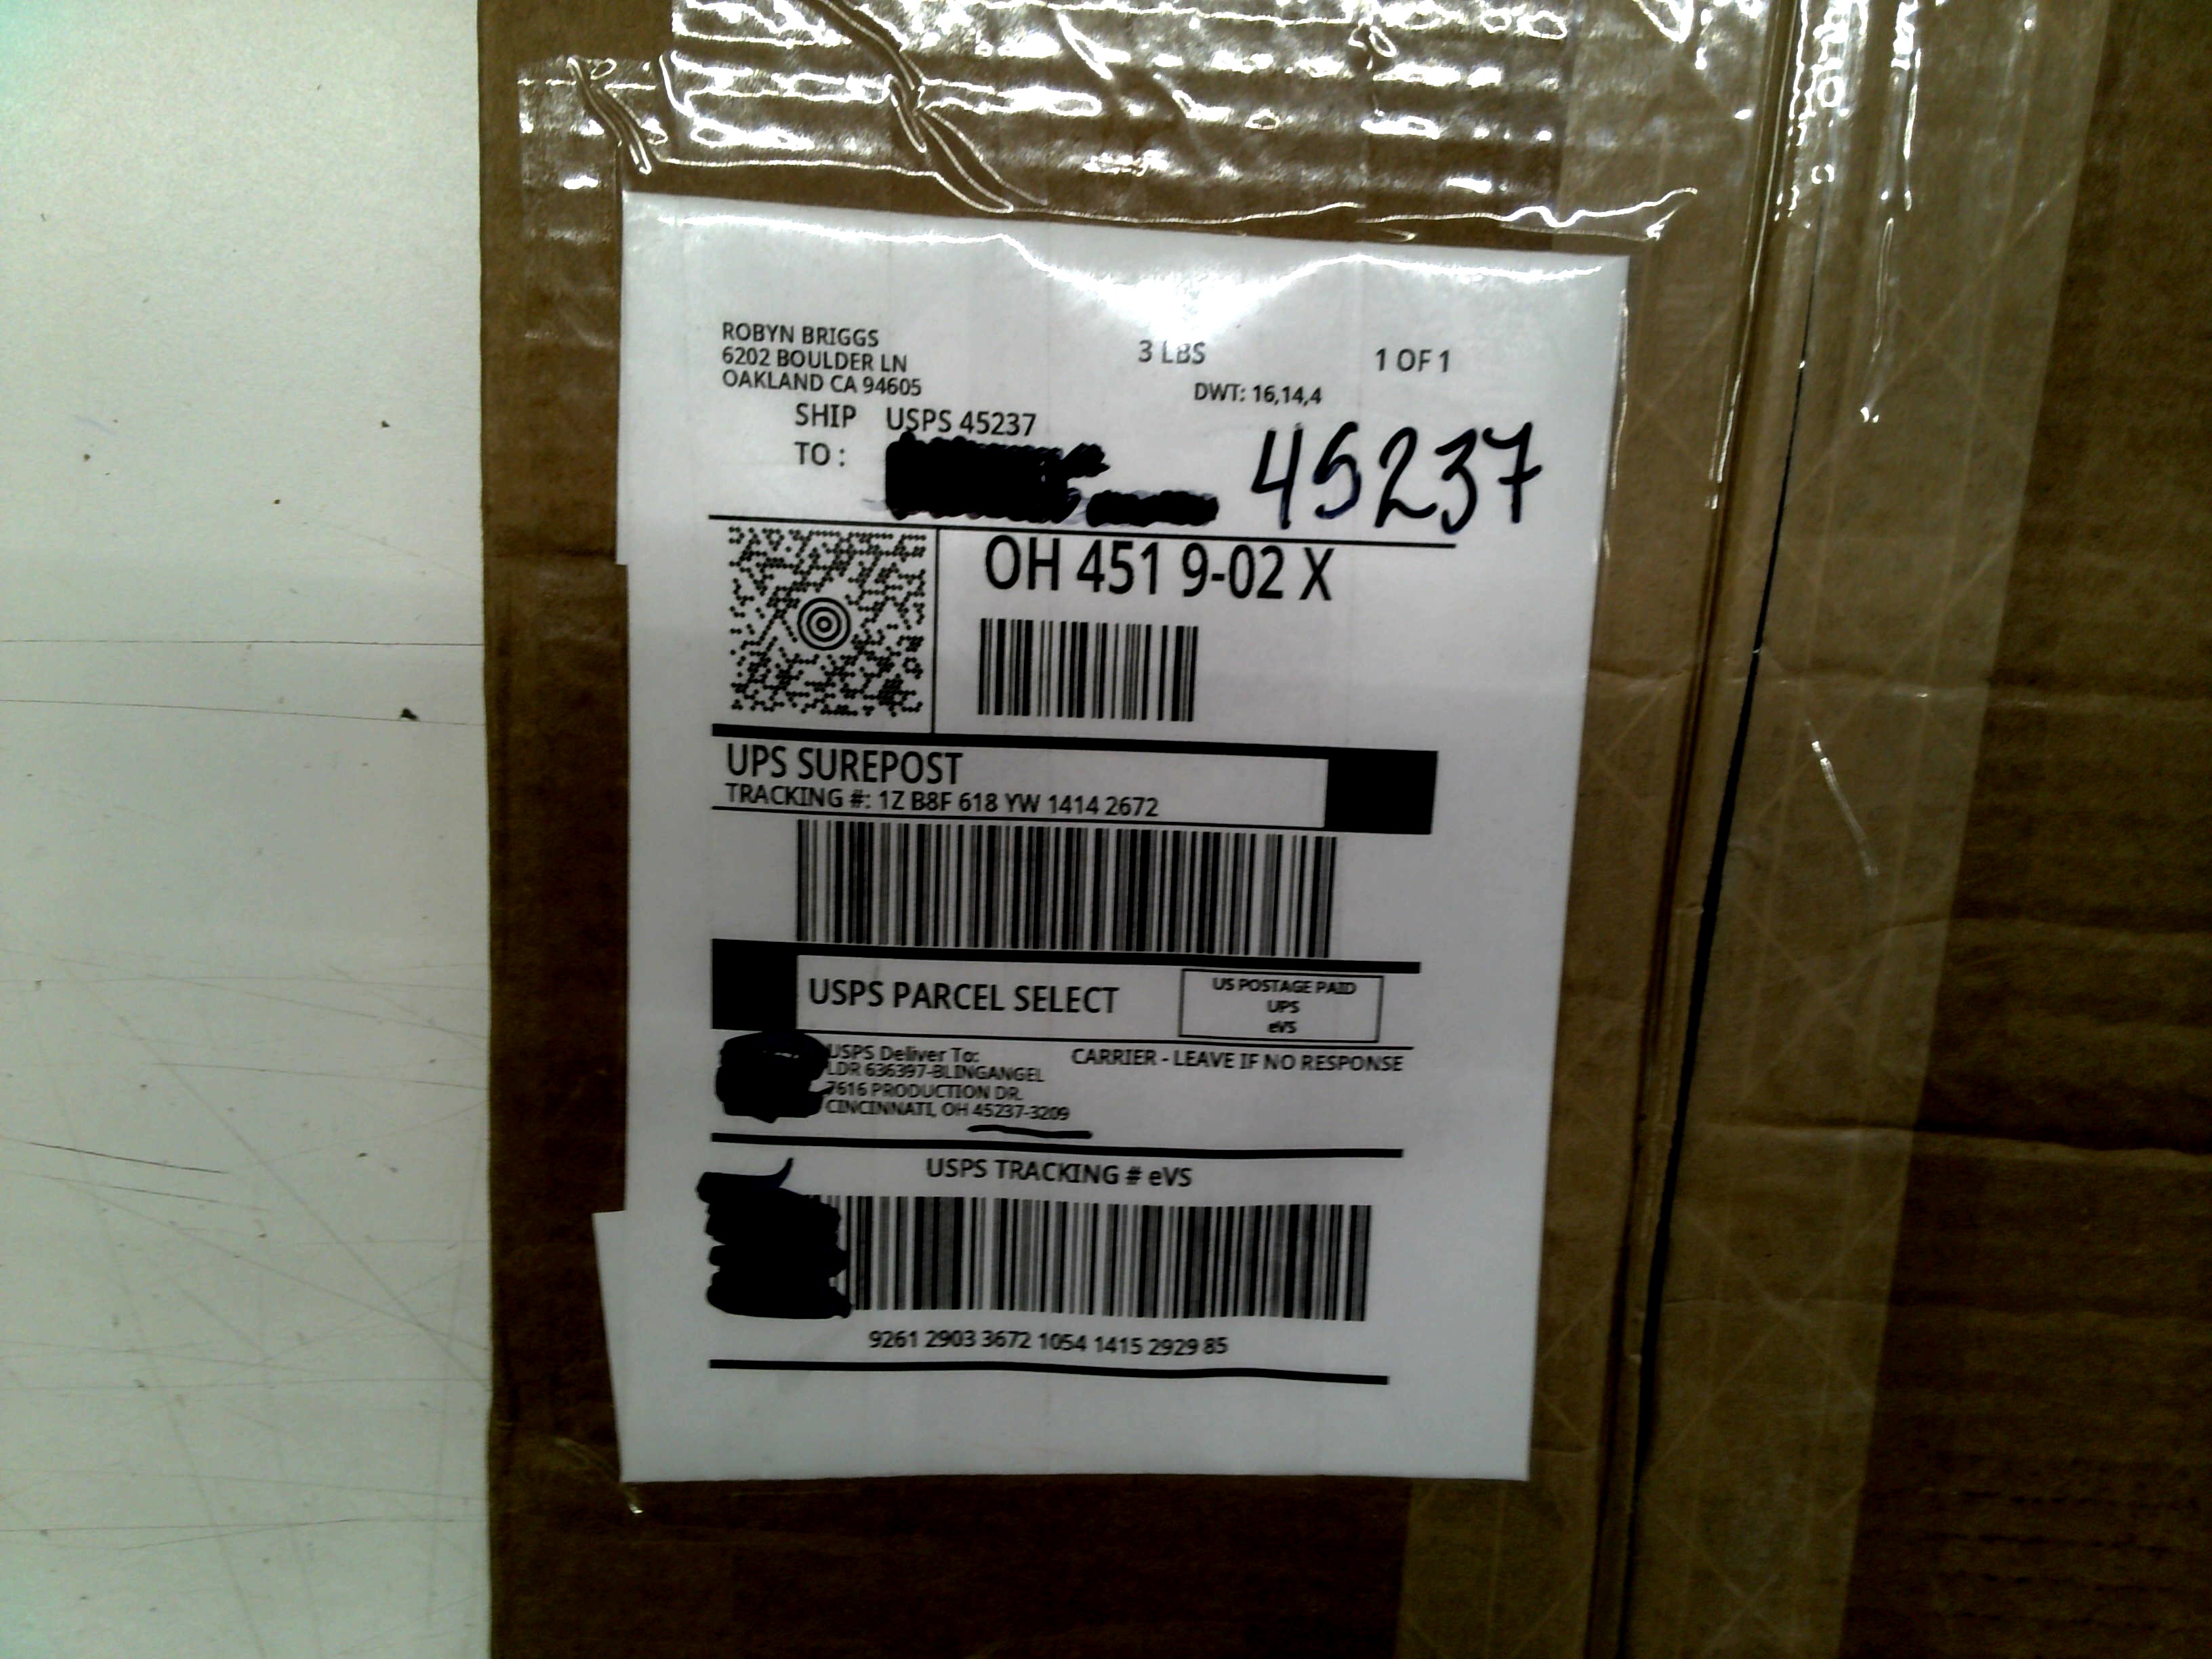 ROBYN BRIGGS
6202 BOULDER LN
OAKLAND CA 94605
3 LBS
1 OF 1
DWT: 16,14,4
SHIP TO :
USPS 45237
45237
OH 451 9-02 X
UPS SUREPOST
TRACKING #: 1Z B8F 618 YW 1414 2672
USPS PARCEL SELECT
US POSTAGE PAID
UPS
eVS
USPS Deliver To:
LDR 636397-BLINGANGEL
7616 PRODUCTION DR.
CINCINNATI, OH 45237-3209
CARRIER - LEAVE IF NO RESPONSE
USPS TRACKING # eVS
9261 2903 3672 1054 1415 2929 85